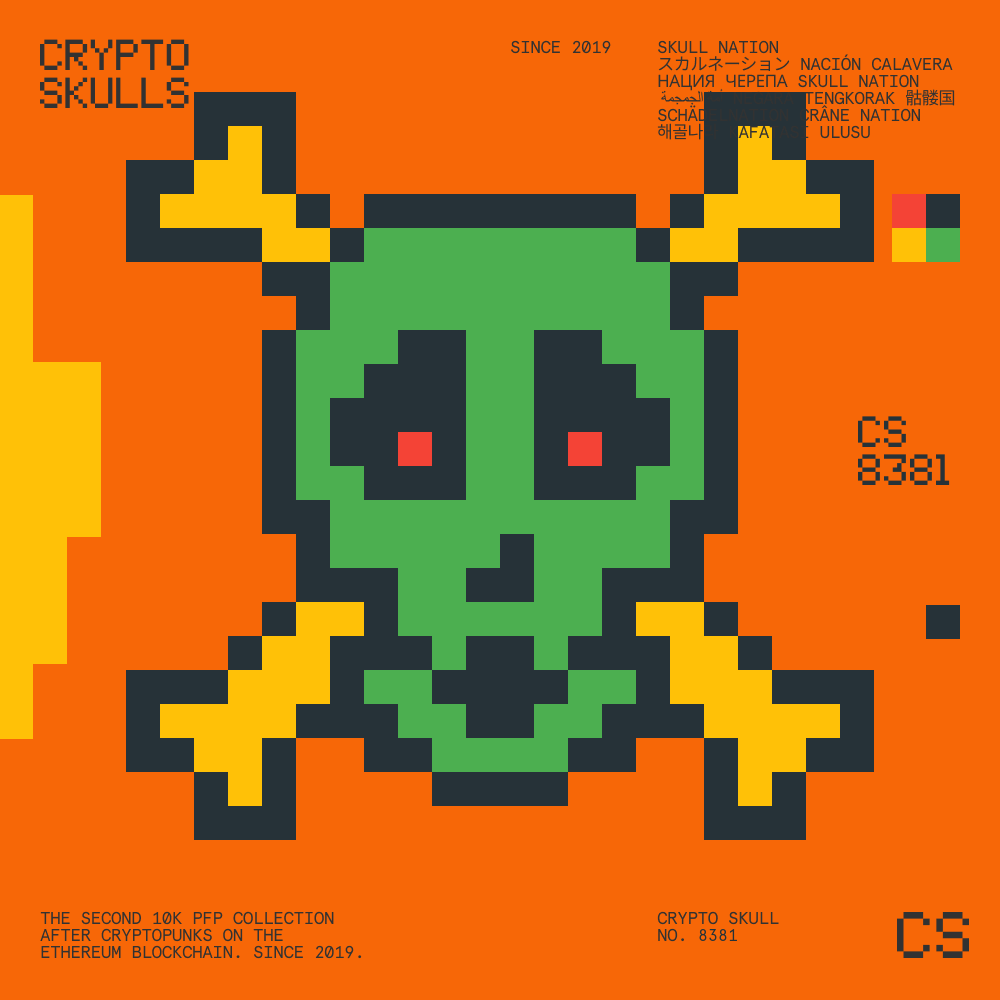 CRYPTO
SKULLS
SINCE 2019
SKULL NATION
スカルネーション NACIÓN CALAVERA
НАЦИЯ ЧЕРЕПА SKULL NATION
TENGKORAK 骷髅国
CRÂNE NATION
ULUSU
CS
8381
THE SECOND 10K PFP COLLECTION
AFTER CRYPTOPUNKS ON THE
ETHEREUM BLOCKCHAIN. SINCE 2019.
CRYPTO SKULL
NO. 8381
CS